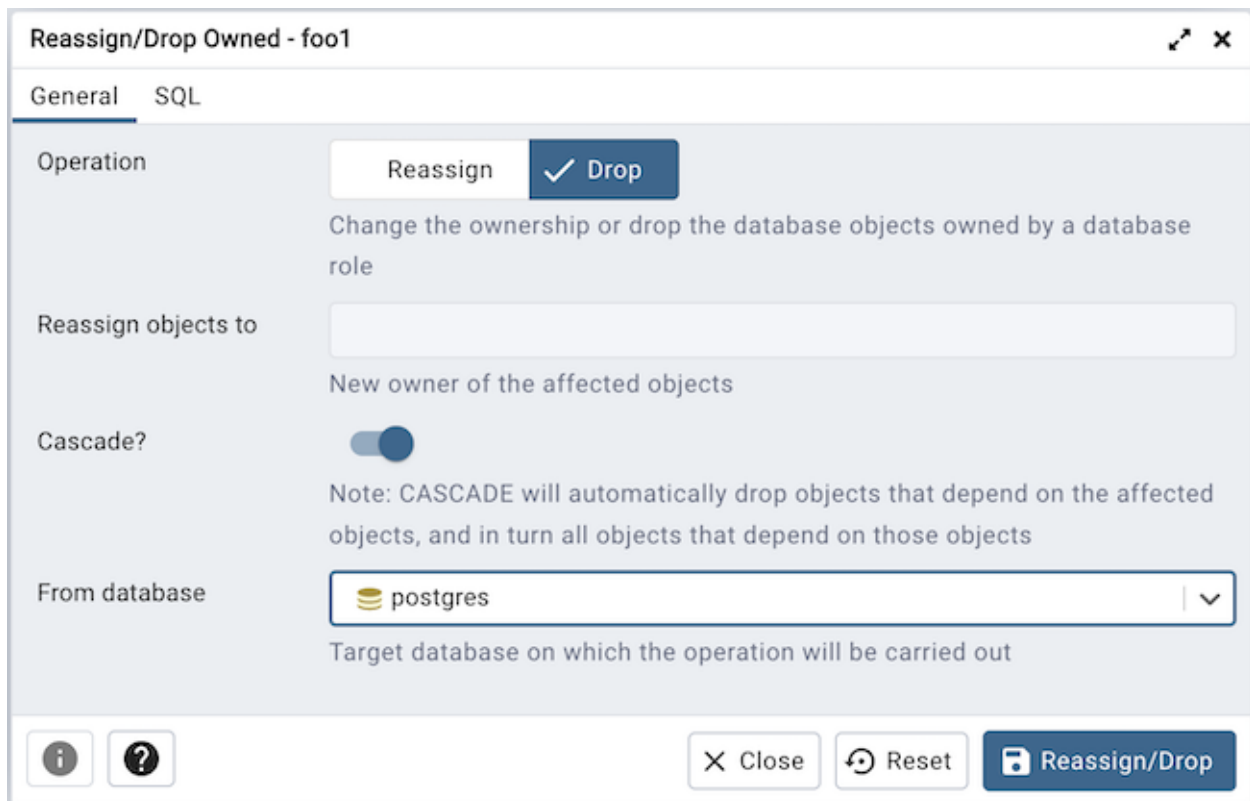 Reassign/Drop Owned - foo1
General SQL
Operation
Reassign Drop
Change the ownership or drop the database objects owned by a database
role
Reassign objects to
New owner of the affected objects
Cascade?
Note: CASCADE will automatically drop objects that depend on the affected
objects, and in turn all objects that depend on those objects
From database
postgres
Target database on which the operation will be carried out
Close Reset Reassign/Drop